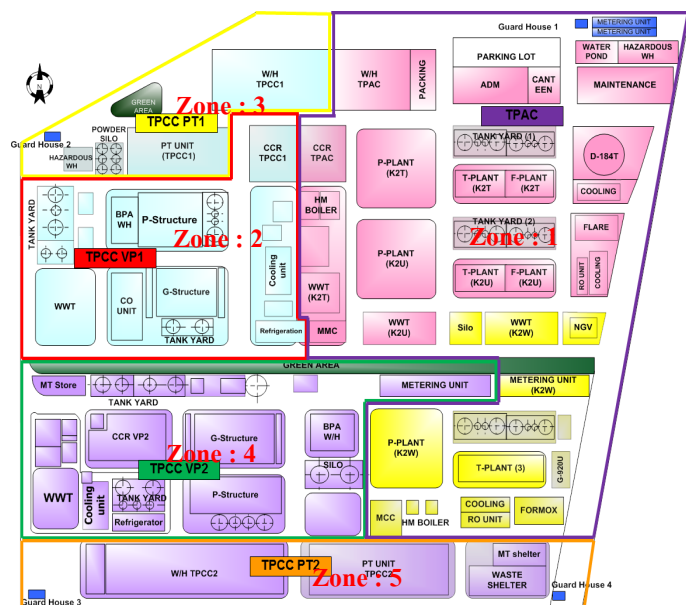 Guard House 1
METERING UNIT
METERING UNIT
W/H
TPCC1
W/H
TPAC
PACKING
PARKING LOT
WATER
POND
HAZARDOUS
WH
ADM
CANT
EEN
MAINTENANCE
N
GREEN
AREA
Zone : 3
TPCC PT1
TPAC
Guard House 2
POWDER
SILO
HAZARDOUS
WH
PT UNIT
(TPCC1)
CCR
TPCC1
CCR
TPAC
P-PLANT
(K2T)
TANK YARD (1)
T-PLANT
(K2T
F-PLANT
(K2T)
D-184T
COOLING
TANK YARD
BPA
WH
P-Structure
Zone : 2
HM
BOILER
P-PLANT
(K2U)
TANK YARD (2)
Zone : 1
FLARE
TPCC VP1
Cooling
unit
T-PLANT
(K2U)
F-PLANT
(K2U)
RO UNIT
COOLING
WWT
CO
UNIT
G-Structure
WWT
(K2T)
TANK YARD
Refrigeration
MMC
WWT
(K2U)
Silo
WWT
(K2W)
NGV
GREEN AREA
MT Store
METERING UNIT
METERING UNIT
(K2W)
TANK YARD
CCR VP2
G-Structure
BPA
W/H
P-PLANT
(K2W)
Zone : 4
TPCC VP2
SILO
T-PLANT (3)
G-920U
WWT
Cooling
unit
TANK YARD
P-Structure
Refrigerator
MCC
HM BOILER
COOLING
RO UNIT
FORMOX
TPCC PT2
W/H TPCC2
PT UNIT
TPCC2
Zone : 5
MT shelter
WASTE
SHELTER
Guard House 3
Guard House 4